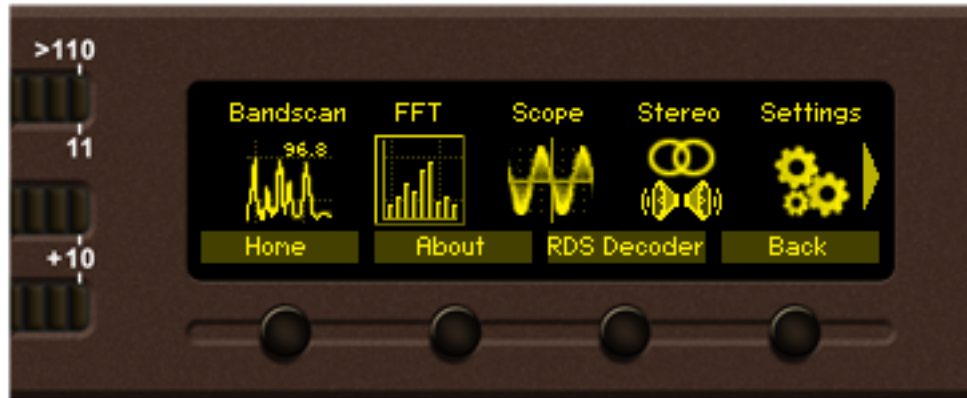 >110
11
+10
Bandscan FFT Scope Stereo Settings
96.8
Home About RDS Decoder Back